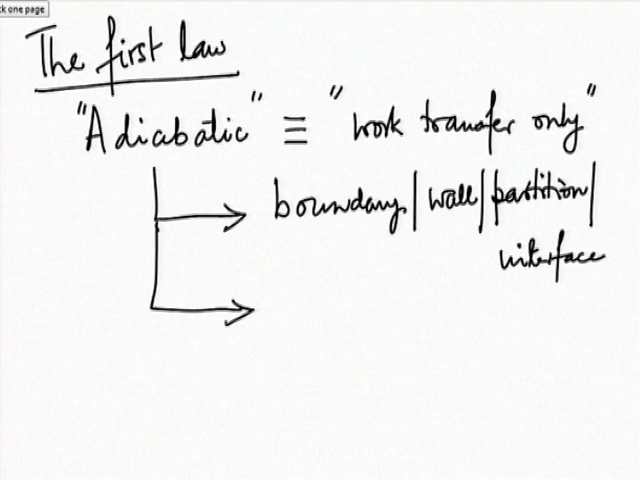 ck one page
The first law
"Adiabatic" ≡ "work transfer only"
boundary/wall/partition/
interface